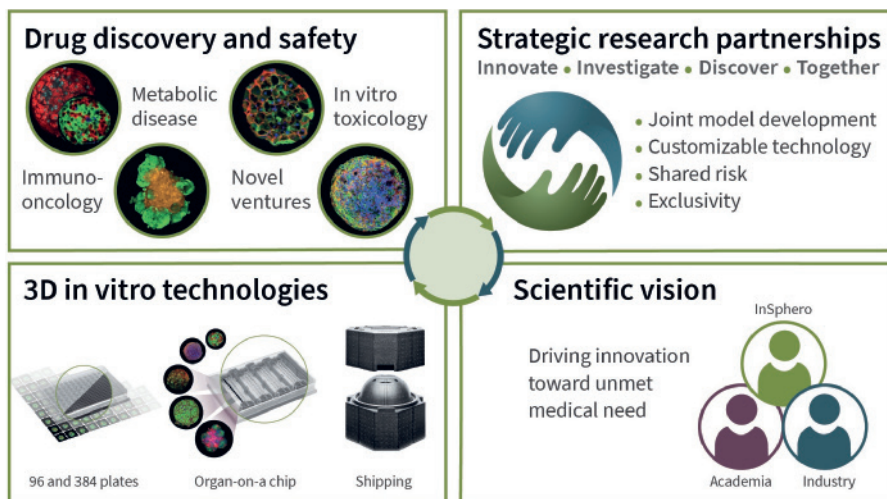 Drug discovery and safety
Metabolic
disease
In vitro
toxicology
Immuno-
oncology
Novel
ventures
Strategic research partnerships
Innovate • Investigate • Discover • Together
• Joint model development
• Customizable technology
• Shared risk
• Exclusivity
3D in vitro technologies
96 and 384 plates
Organ-on-a chip
Shipping
Scientific vision
InSphero
Driving innovation
toward unmet
medical need
Academia
Industry